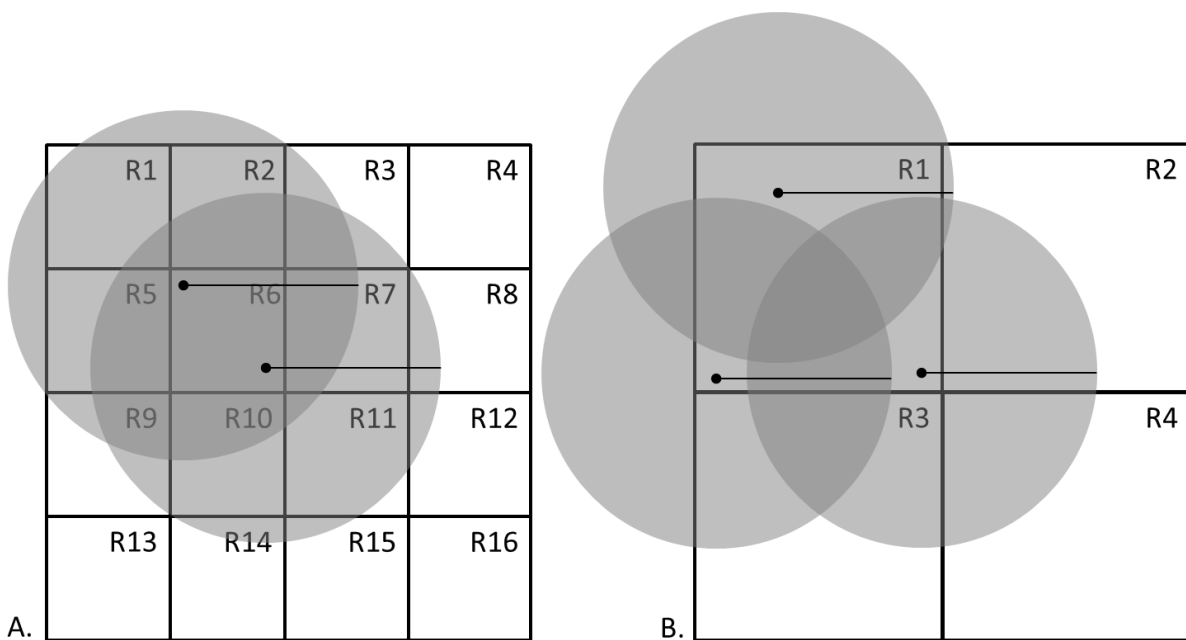 R1 R2 R3 R4
R5 R6 R7 R8
R9 R10 R11 R12
R13 R14 R15 R16
A.
R1 R2
R3 R4
B.